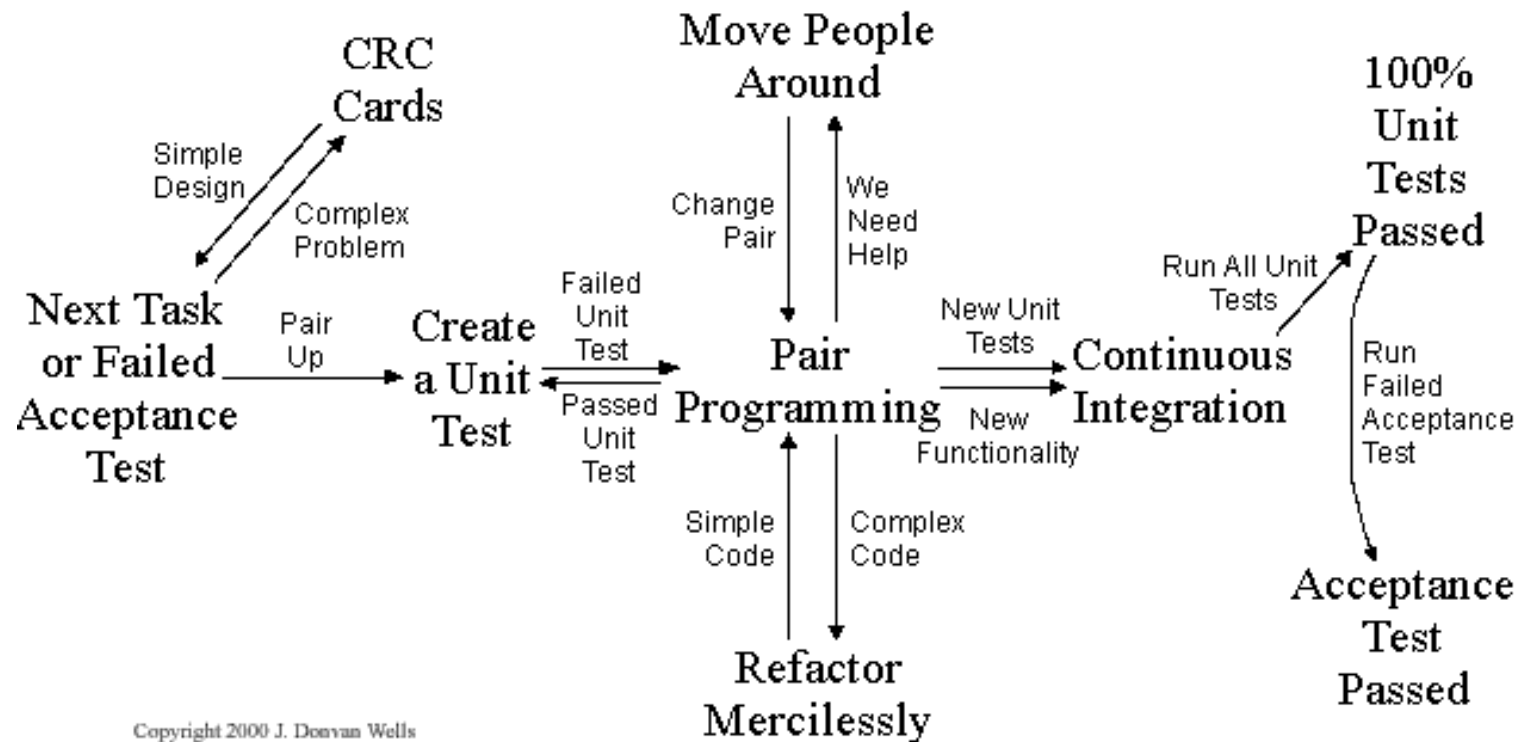 CRC
Cards
Simple
Design
Complex
Problem
Next Task
or Failed
Acceptance
Test
Pair
Up
Create
a Unit
Test
Failed
Unit
Test
Passed
Unit
Test
Move People
Around
Change
Pair
We
Need
Help
Pair
Programming
Simple
Code
Complex
Code
Refactor
Mercilessly
New Unit
Tests
New
Functionality
Continuous
Integration
Run All Unit
Tests
100%
Unit
Tests
Passed
Run
Failed
Acceptance
Test
Acceptance
Test
Passed
Copyright 2000 J. Donvan Wells